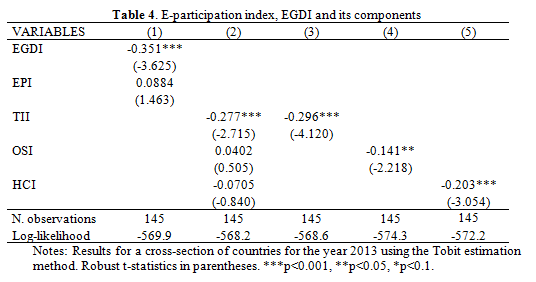 Table 4. E-participation index, EGDI and its components
VARIABLES (1) (2) (3) (4) (5)
EGDI -0.351***
(-3.625)
EPI 0.0884
(1.463)
TII -0.277*** -0.296***
(-2.715) (-4.120)
OSI 0.0402 -0.141**
(0.505) (-2.218)
HCI -0.0705 -0.203***
(-0.840) (-3.054)
N. observations 145 145 145 145 145
Log-likelihood -569.9 -568.2 -568.6 -574.3 -572.2
Notes: Results for a cross-section of countries for the year 2013 using the Tobit estimation
method. Robust t-statistics in parentheses. ***p<0.001, **p<0.05, *p<0.1.